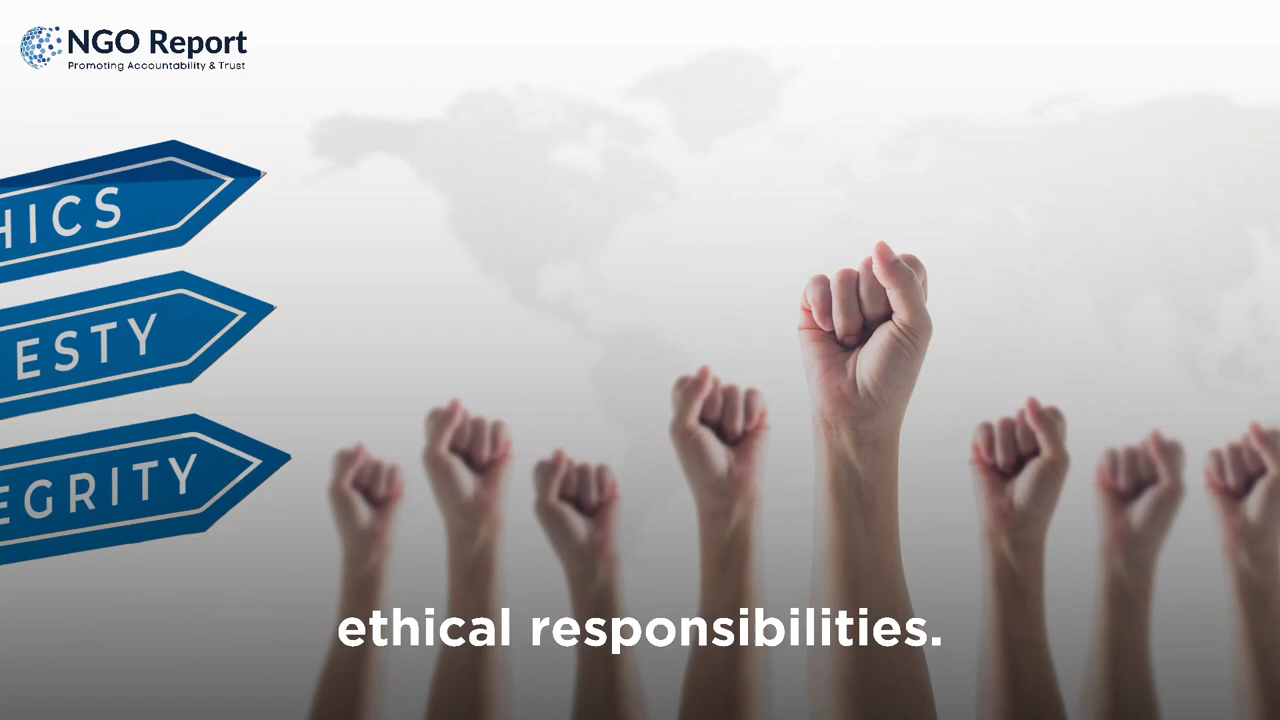 NGO Report
Promoting Accountability & Trust
HICS
ESTY
EGRITY
ethical responsibilities.